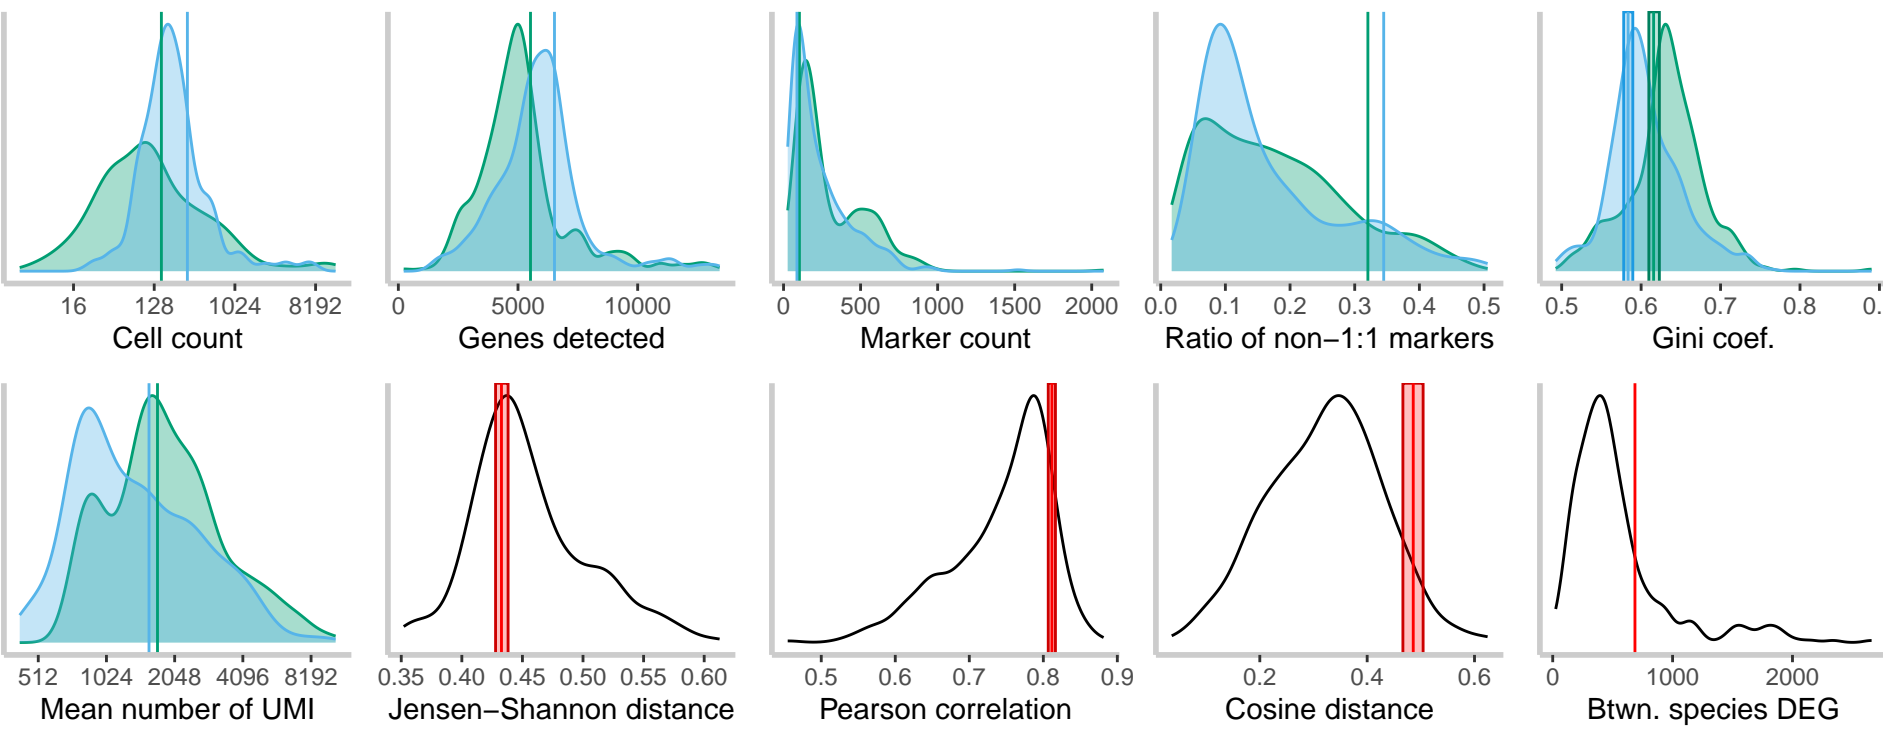 16 128 1024 8192
Cell count
0 5000 10000
Genes detected
0 500 1000 1500 2000
Marker count
0.0 0.1 0.2 0.3 0.4 0.5
Ratio of non−1:1 markers
0.5 0.6 0.7 0.8 0.
Gini coef.
512 1024 2048 4096 8192
Mean number of UMI
0.35 0.40 0.45 0.50 0.55 0.60
Jensen−Shannon distance
0.5 0.6 0.7 0.8 0.9
Pearson correlation
0.2 0.4 0.6
Cosine distance
0 1000 2000
Btwn. species DEG